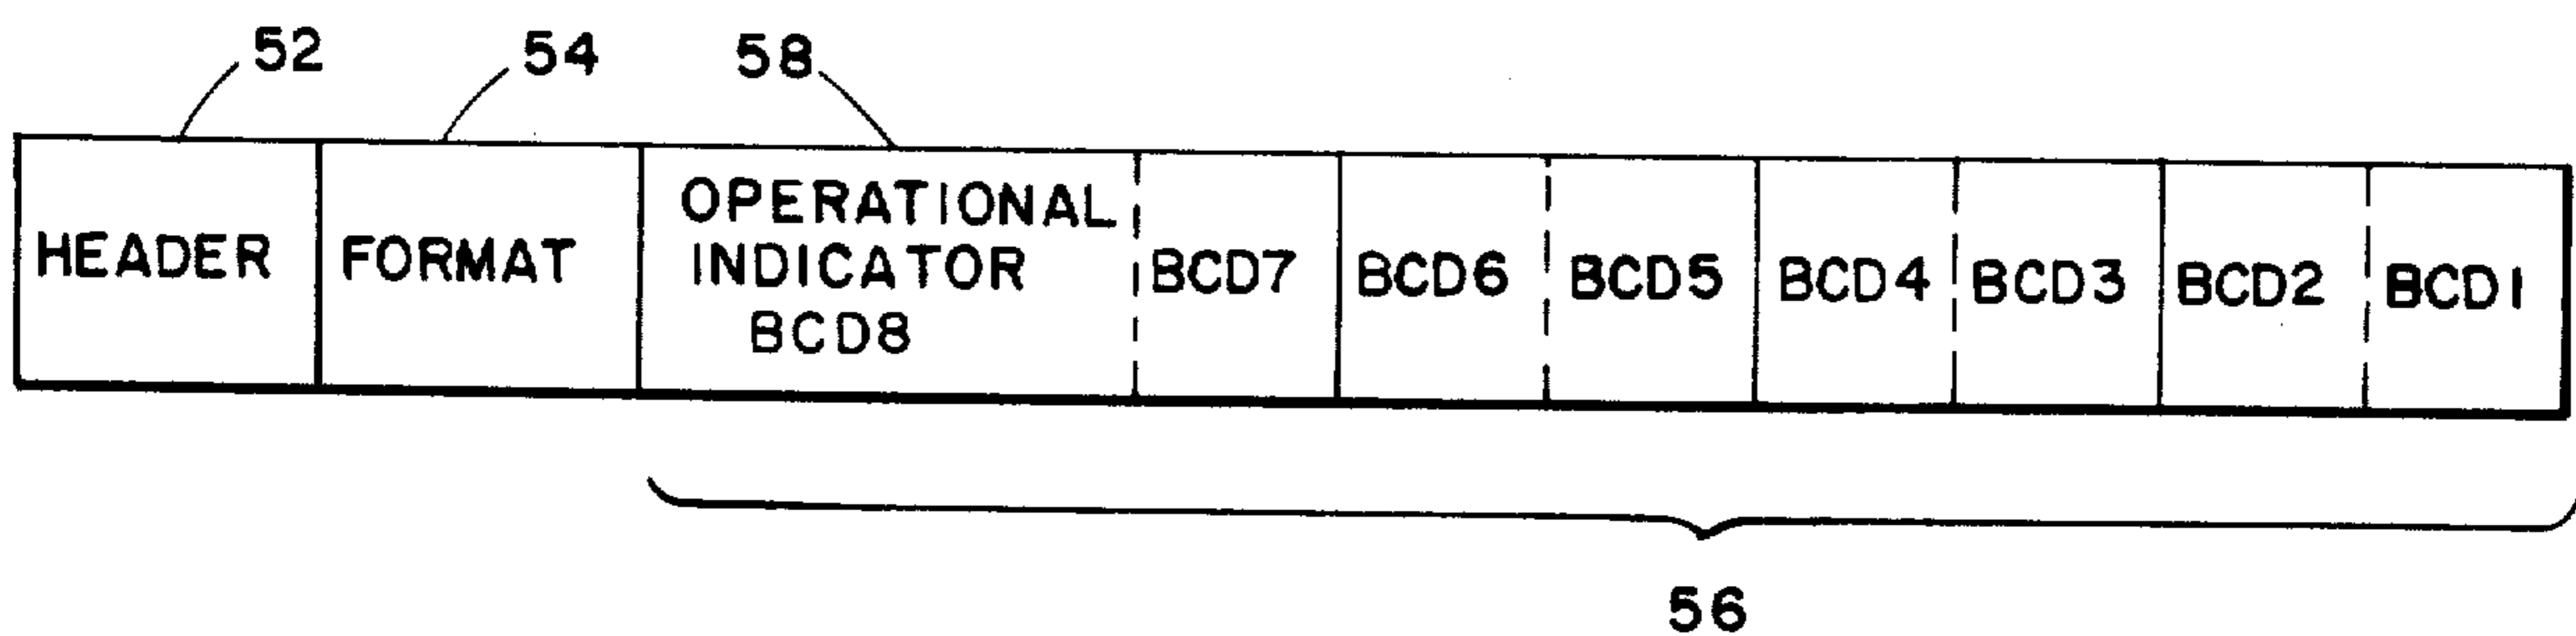 52 54 58
HEADER FORMAT OPERATIONAL INDICATOR BCD8 BCD7 BCD6 BCD5 BCD4 BCD3 BCD2 BCD1
56